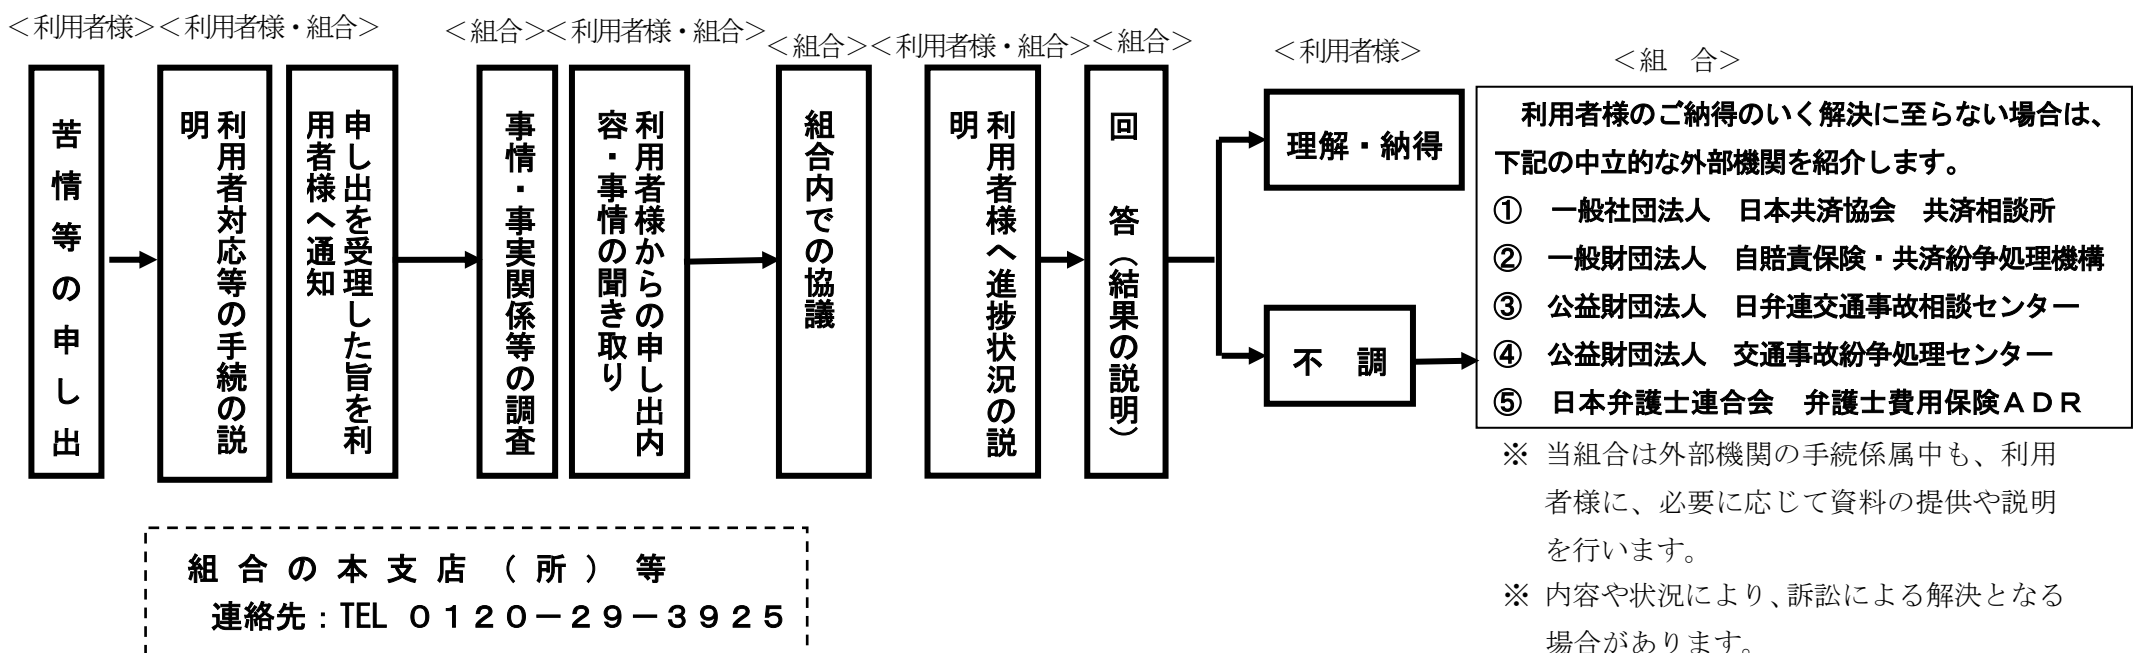 ＜利用者様＞
＜利用者様・組合＞
＜組合＞
＜利用者様・組合＞
＜組合＞
＜利用者様・組合＞
＜組合＞
＜利用者様＞
＜組　合＞
苦情等の申し出
利用者対応等の手続の説
明
申し出を受理した旨を利
用者様へ通知
事情・事実関係等の調査
利用者様からの申し出内
容・事情の聞き取り
組合内での協議
利用者様へ進捗状況の説
明
回　答（結果の説明）
理解・納得
不　調
利用者様のご納得のいく解決に至らない場合は、
下記の中立的な外部機関を紹介します。
①　一般社団法人　日本共済協会　共済相談所
②　一般財団法人　自賠責保険・共済紛争処理機構
③　公益財団法人　日弁連交通事故相談センター
④　公益財団法人　交通事故紛争処理センター
⑤　日本弁護士連合会　弁護士費用保険ＡＤＲ
※ 当組合は外部機関の手続係属中も、利用
者様に、必要に応じて資料の提供や説明
を行います。
※ 内容や状況により、訴訟による解決となる
場合があります。
組合の本支店（所）等
連絡先：TEL ０１２０－２９－３９２５